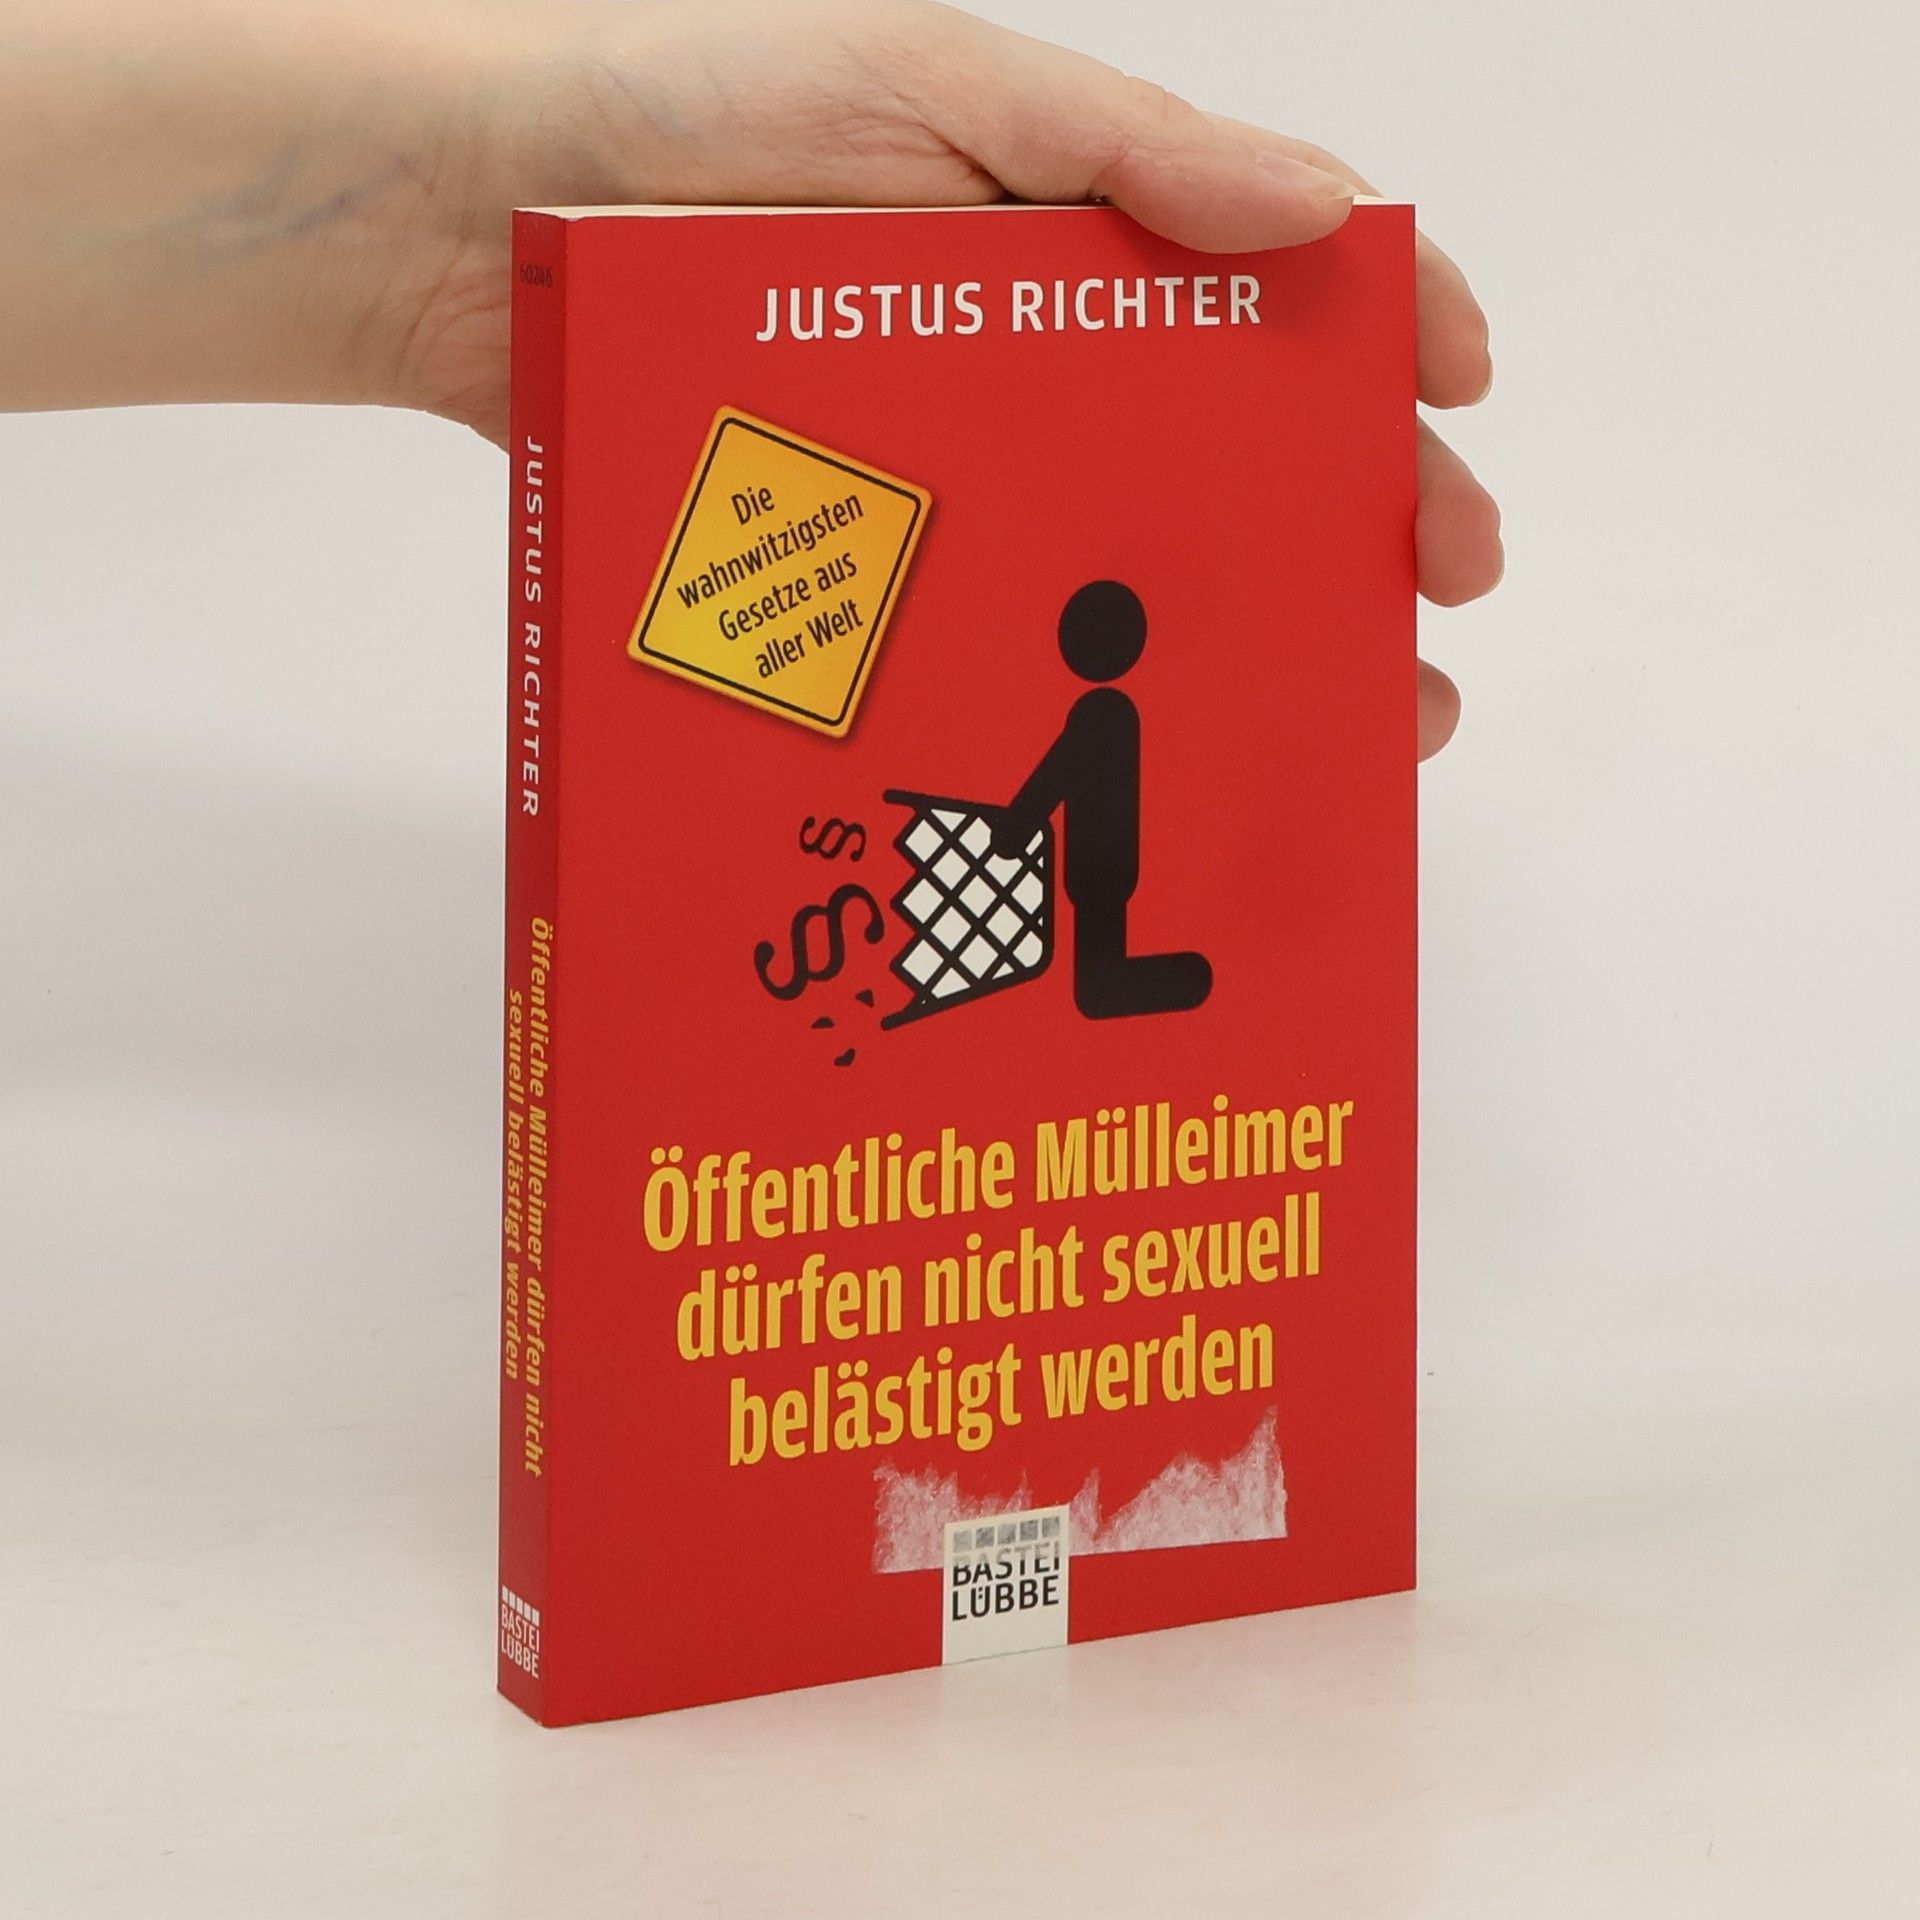 60246
JUSTUS RICHTER
Öffentliche Mülleimer dürfen nicht
sexuell belästigt werden
BASTEI
LÜBBE
JUSTUS RICHTER
Die
wahnwitzigsten
Gesetze aus
aller Welt
§
§
Öffentliche Mülleimer
dürfen nicht sexuell
belästigt werden
BASTEI
LÜBBE